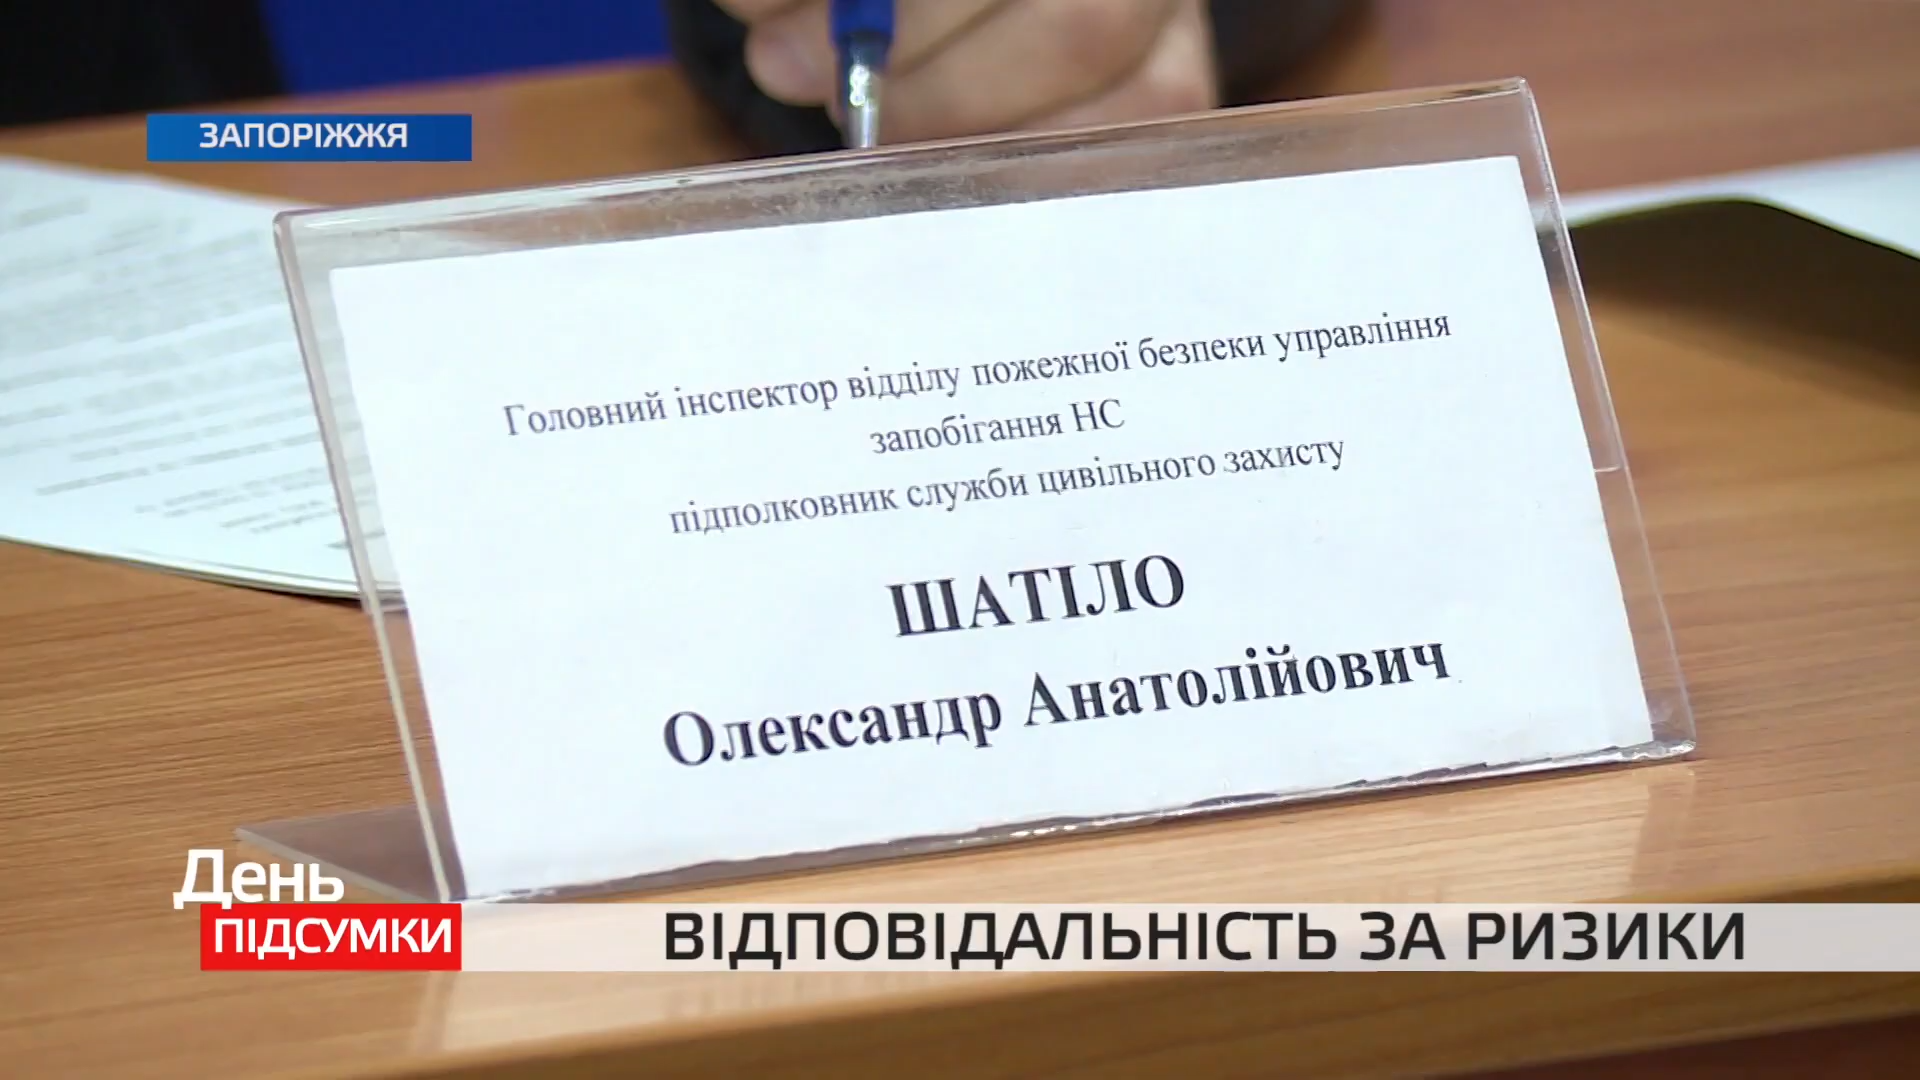 ЗАПОРІЖЖЯ
Головний інспектор відділу пожежної безпеки управління
запобігання НС
підполковник служби цивільного захисту
ШАТІЛО
Олександр Анатолійович
День
ПІДСУМКИ
ВІДПОВІДАЛЬНІСТЬ ЗА РИЗИКИ